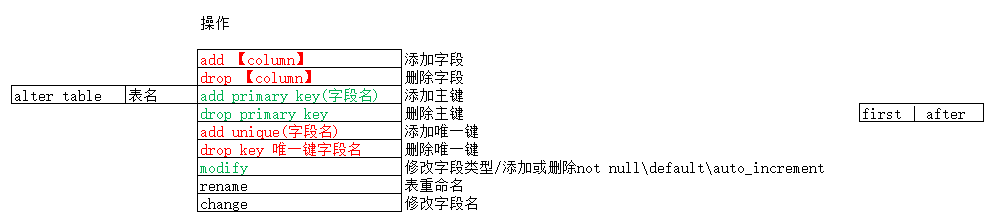 操作
add 【column】 添加字段
drop 【column】 删除字段
alter table 表名 add primary key(字段名) 添加主键
drop primary key 删除主键 first after
add unique(字段名) 添加唯一键
drop key 唯一键字段名 删除唯一键
modify 修改字段类型/添加或删除not null\default\auto_increment
rename 表重命名
change 修改字段名